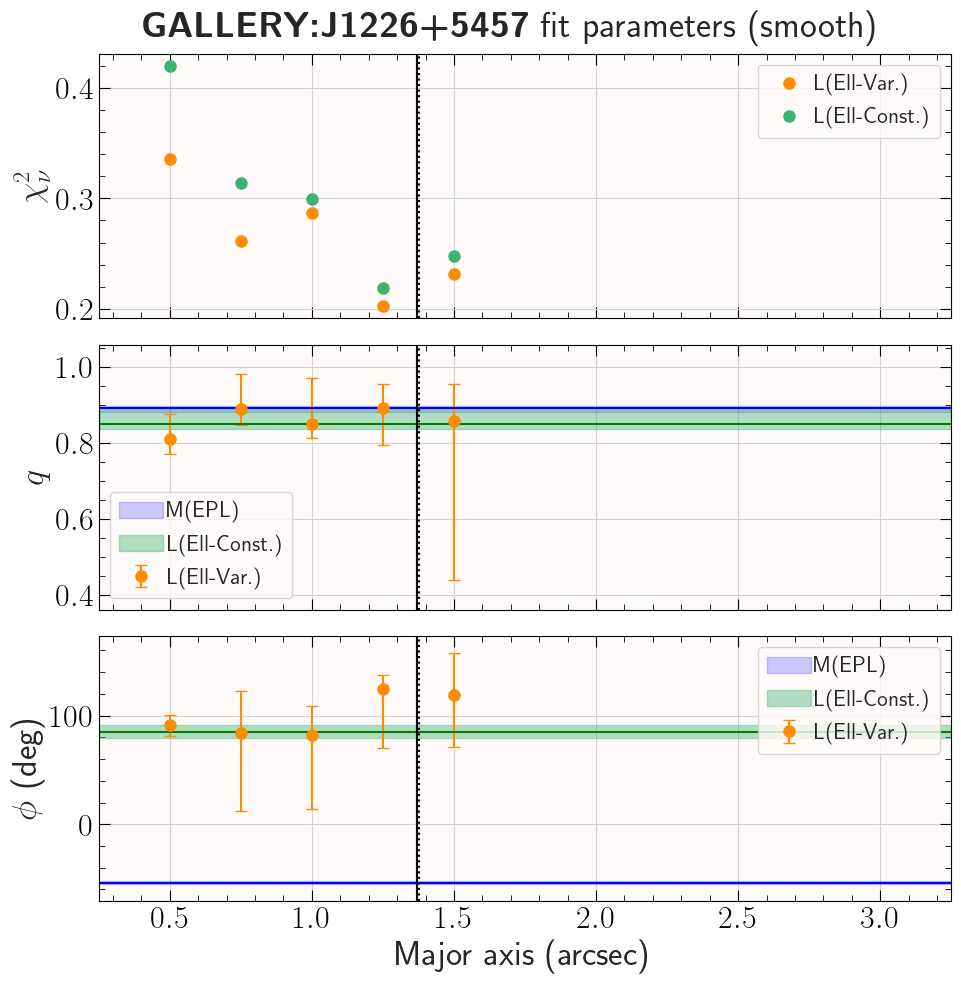 GALLERY:J1226+5457 fit parameters (smooth)
0.4
0.3
0.2
χ²ᵥ
L(Ell-Var.)
L(Ell-Const.)
1.0
0.8
0.6
0.4
q
M(EPL)
L(Ell-Const.)
L(Ell-Var.)
100
0
ϕ (deg)
M(EPL)
L(Ell-Const.)
L(Ell-Var.)
0.5 1.0 1.5 2.0 2.5 3.0
Major axis (arcsec)